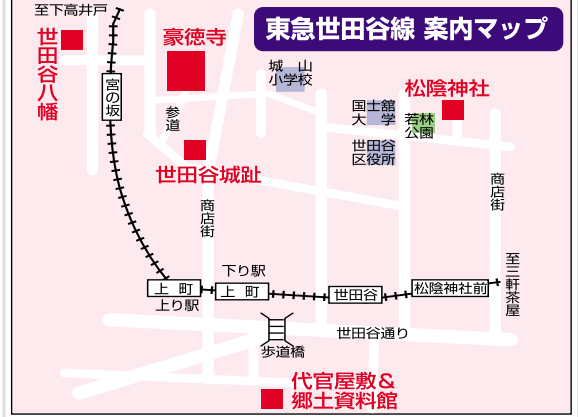 至下高井戸
東急世田谷線 案内マップ
世田谷八幡
豪徳寺
宮の坂
参道
城山
小学校
松陰神社
国士舘
大学
若林
公園
世田谷
区役所
世田谷城趾
商店街
商店街
下り駅
上町
上り駅
上町
世田谷
松陰神社前
至三軒茶屋
世田谷通り
歩道橋
代官屋敷&
郷土資料館